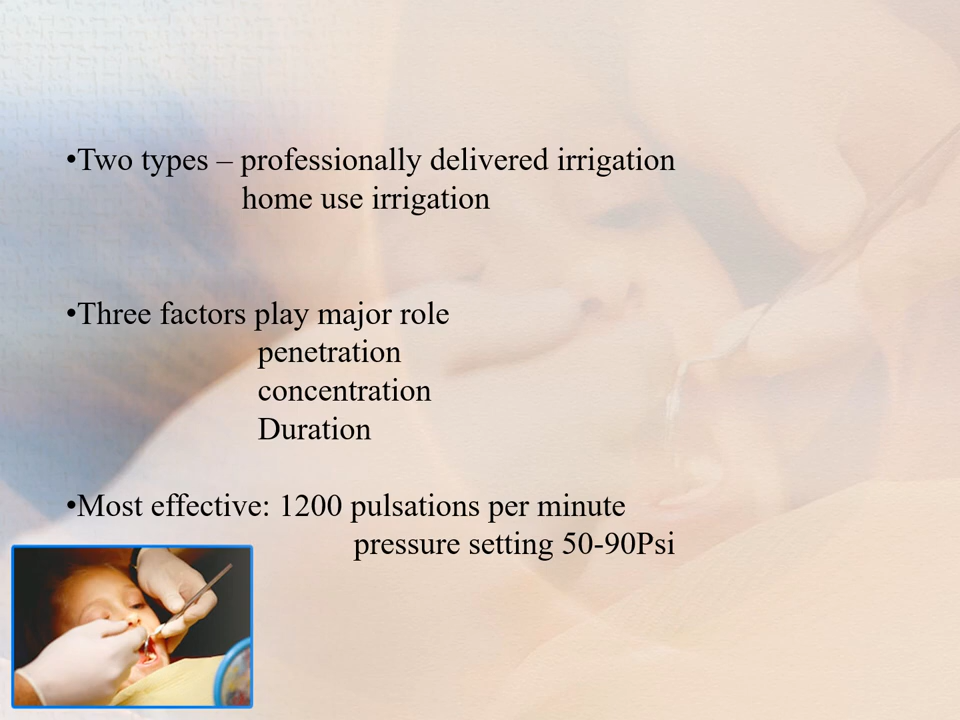 •Two types – professionally delivered irrigation
home use irrigation
•Three factors play major role
penetration
concentration
Duration
•Most effective: 1200 pulsations per minute
pressure setting 50-90Psi